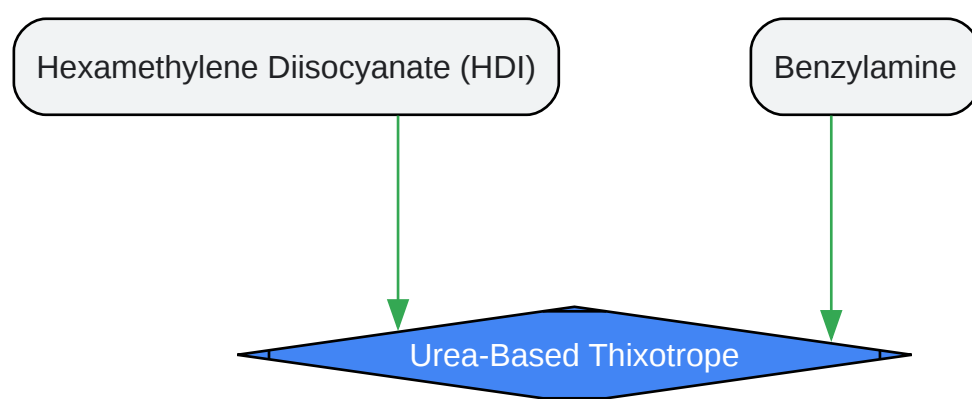 Hexamethylene Diisocyanate (HDI)
Benzylamine
Urea-Based Thixotrope